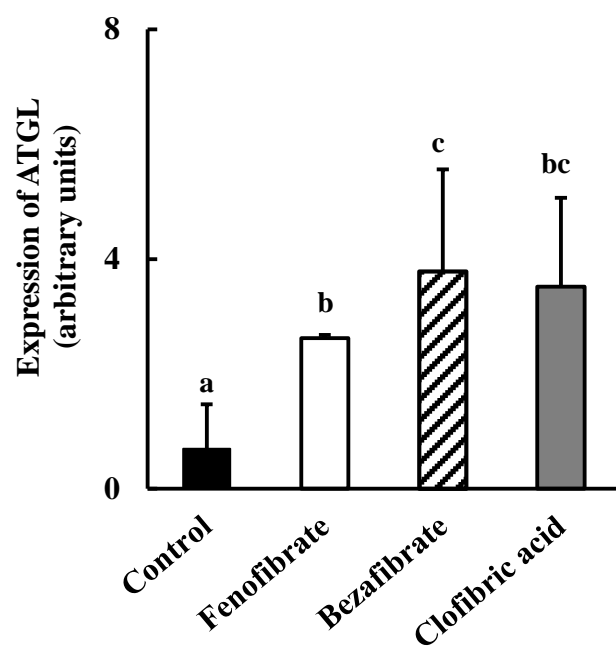 Expression of ATGL
(arbitrary units)
8
4
0
a
b
c
bc
Control
Fenofibrate
Bezafibrate
Clofibric acid